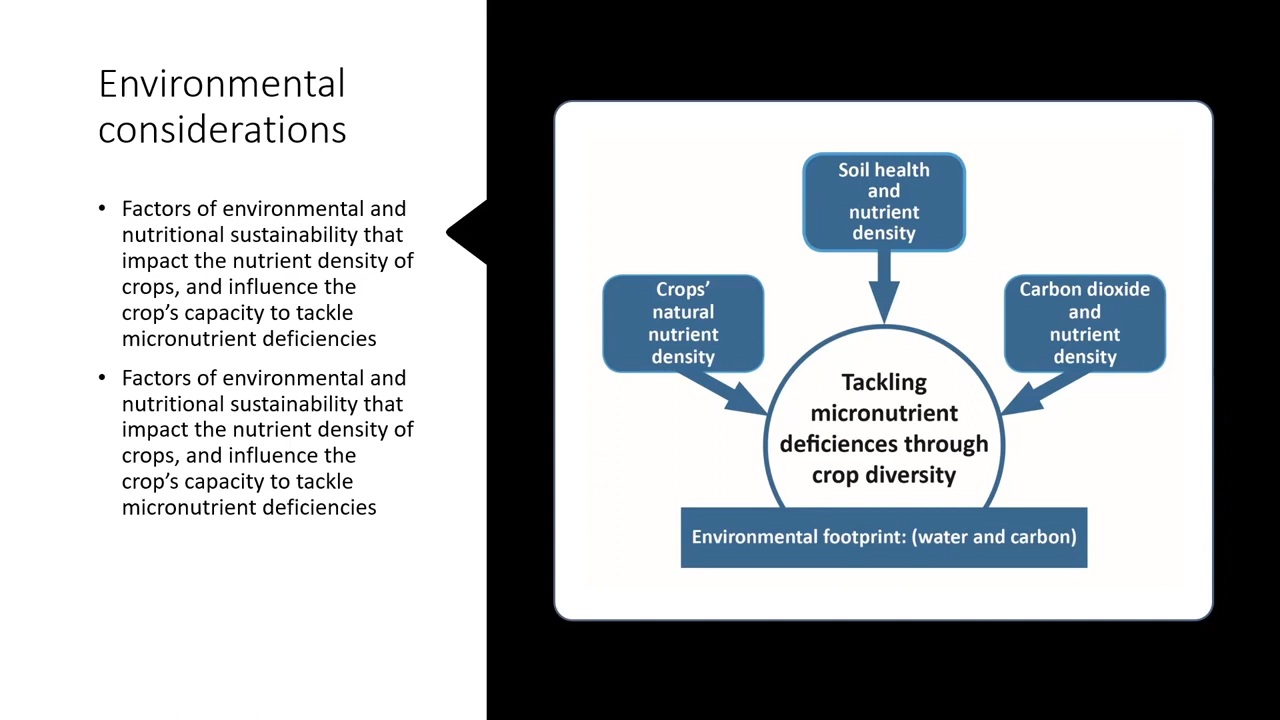 Environmental
considerations
• Factors of environmental and
nutritional sustainability that
impact the nutrient density of
crops, and influence the
crop’s capacity to tackle
micronutrient deficiencies
• Factors of environmental and
nutritional sustainability that
impact the nutrient density of
crops, and influence the
crop’s capacity to tackle
micronutrient deficiencies
Soil health
and
nutrient
density
Crops’
natural
nutrient
density
Carbon dioxide
and
nutrient
density
Tackling
micronutrient
deficiences through
crop diversity
Environmental footprint: (water and carbon)